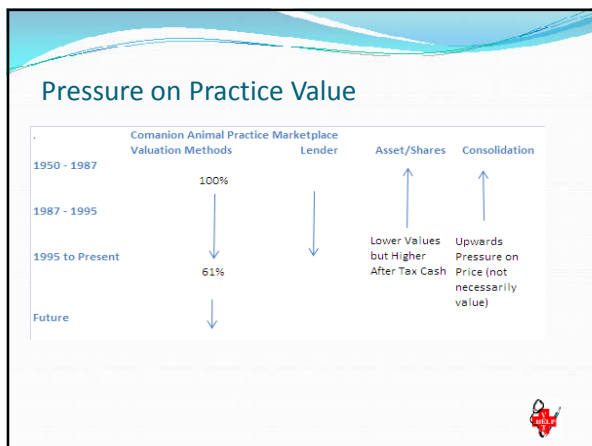 Pressure on Practice Value
. Comanion Animal Practice Marketplace
Valuation Methods Lender Asset/Shares Consolidation
1950 - 1987
100%
1987 - 1995
1995 to Present
61%
Lower Values
but Higher
After Tax Cash
Upwards
Pressure on
Price (not
necessarily
value)
Future
HELP